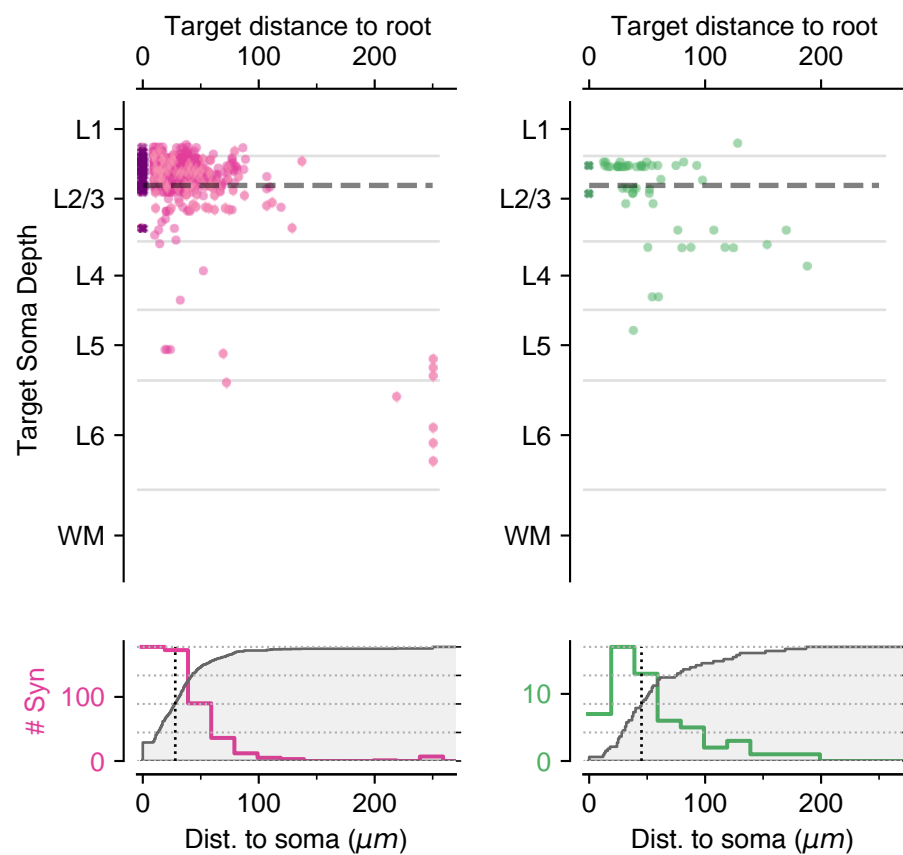 Target distance to root
Target distance to root
0 100 200
0 100 200
L1
L2/3
L4
L5
L6
WM
Target Soma Depth
L1
L2/3
L4
L5
L6
WM
# Syn
100
0
10
0
0 100 200
0 100 200
Dist. to soma (μm)
Dist. to soma (μm)